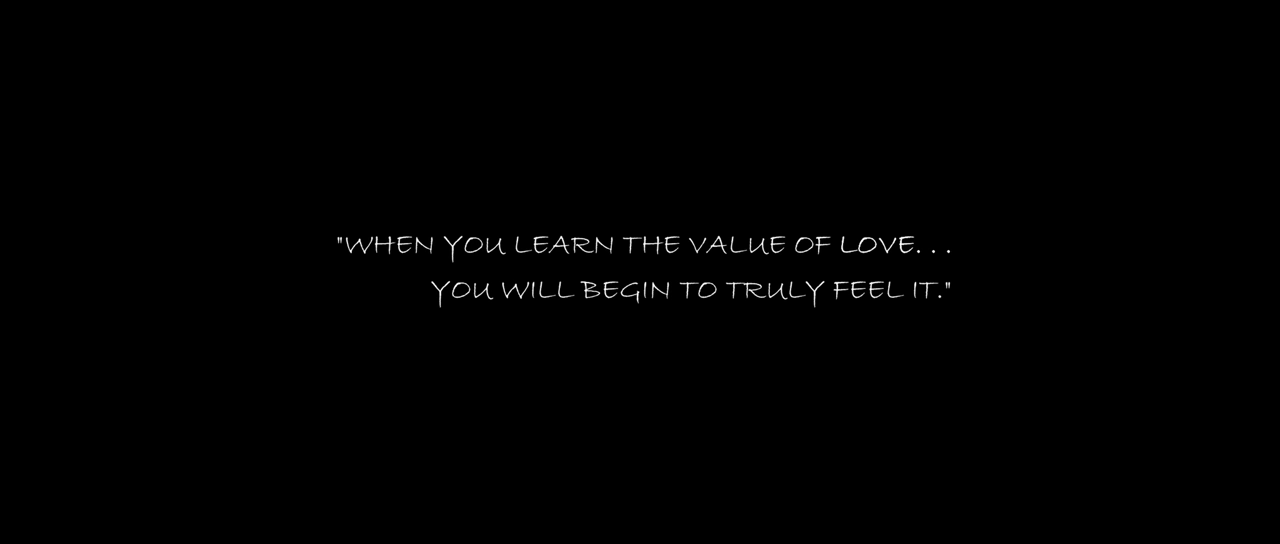 "WHEN YOU LEARN THE VALUE OF LOVE. . .
YOU WILL BEGIN TO TRULY FEEL IT."